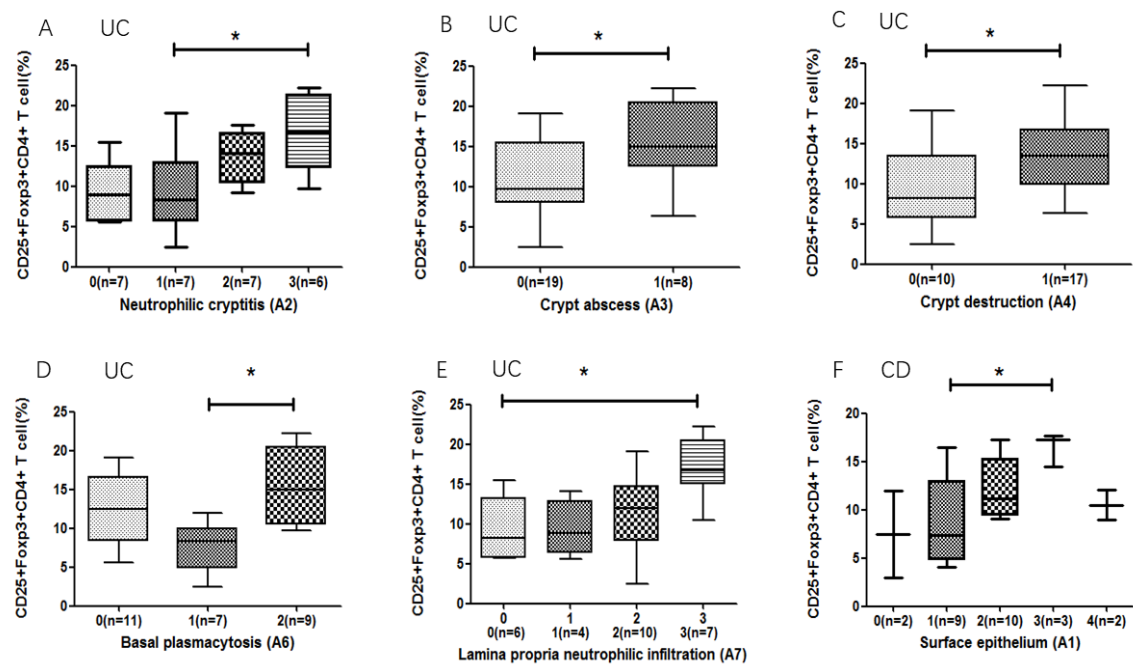 A UC
*
CD25+Foxp3+CD4+ T cell(%)
25
20
15
10
5
0
0(n=7) 1(n=7) 2(n=7) 3(n=6)
Neutrophilic cryptitis (A2)
B UC
*
CD25+Foxp3+CD4+ T cell(%)
25
20
15
10
5
0
0(n=19) 1(n=8)
Crypt abscess (A3)
C UC
*
CD25+Foxp3+CD4+ T cell(%)
25
20
15
10
5
0
0(n=10) 1(n=17)
Crypt destruction (A4)
D UC
*
CD25+Foxp3+CD4+ T cell(%)
25
20
15
10
5
0
0(n=11) 1(n=7) 2(n=9)
Basal plasmacytosis (A6)
E UC
*
CD25+Foxp3+CD4+ T cell(%)
25
20
15
10
5
0
0 1 2 3
0(n=6) 1(n=4) 2(n=10) 3(n=7)
Lamina propria neutrophilic infiltration (A7)
F CD
*
CD25+Foxp3+CD4+ T cell(%)
20
15
10
5
0
0(n=2) 1(n=9) 2(n=10) 3(n=3) 4(n=2)
Surface epithelium (A1)